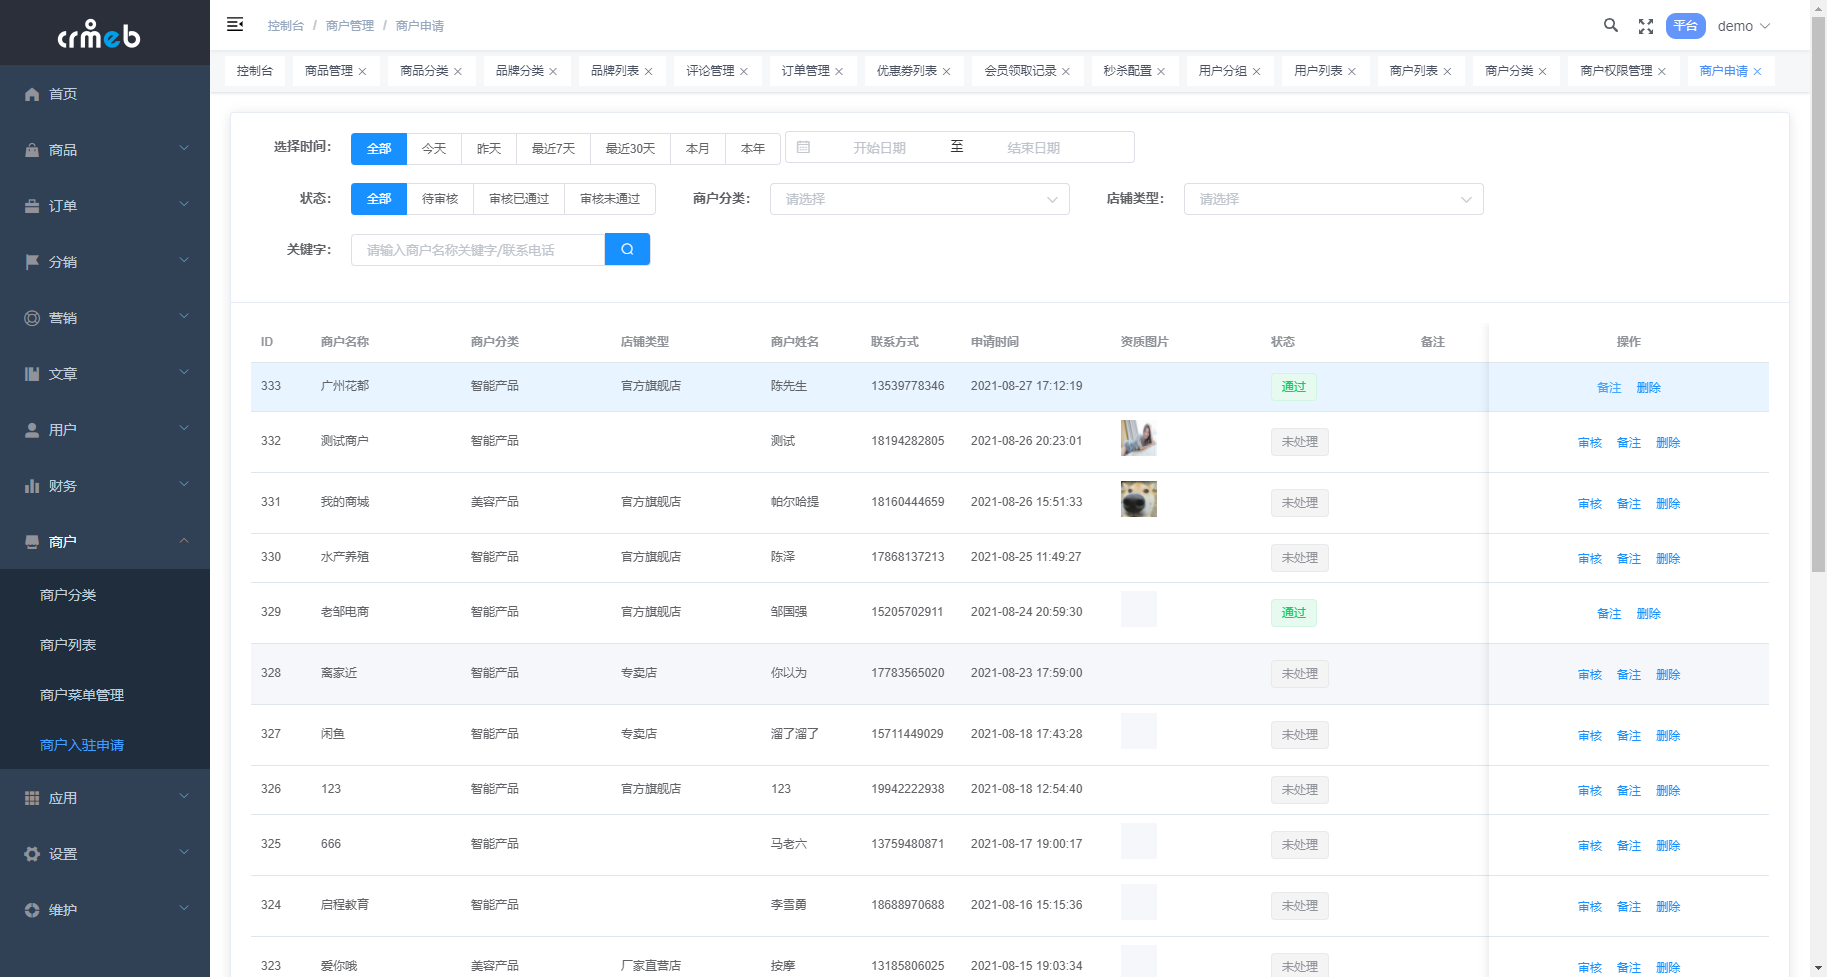 crmeb
控制台 / 商户管理 / 商户申请
平台 demo
控制台 商品管理 商品分类 品牌分类 品牌列表 评论管理 订单管理 优惠劵列表 会员领取记录 秒杀配置 用户分组 用户列表 商户列表 商户分类 商户权限管理 商户申请
首页
商品
订单
分销
营销
文章
用户
财务
商户
商户分类
商户列表
商户菜单管理
商户入驻申请
应用
设置
维护
选择时间: 全部 今天 昨天 最近7天 最近30天 本月 本年 开始日期 至 结束日期
状态: 全部 待审核 审核已通过 审核未通过 商户分类: 请选择 店铺类型: 请选择
关键字: 请输入商户名称关键字/联系电话
ID 商户名称 商户分类 店铺类型 商户姓名 联系方式 申请时间 资质图片 状态 备注 操作
333 广州花都 智能产品 官方旗舰店 陈先生 13539778346 2021-08-27 17:12:19 通过 备注 删除
332 测试商户 智能产品 测试 18194282805 2021-08-26 20:23:01 未处理 审核 备注 删除
331 我的商城 美容产品 官方旗舰店 帕尔哈提 18160444659 2021-08-26 15:51:33 未处理 审核 备注 删除
330 水产养殖 智能产品 官方旗舰店 陈泽 17868137213 2021-08-25 11:49:27 未处理 审核 备注 删除
329 老邹电商 智能产品 官方旗舰店 邹国强 15205702911 2021-08-24 20:59:30 通过 备注 删除
328 离家近 智能产品 专卖店 你以为 17783565020 2021-08-23 17:59:00 未处理 审核 备注 删除
327 闲鱼 智能产品 专卖店 溜了溜了 15711449029 2021-08-18 17:43:28 未处理 审核 备注 删除
326 123 智能产品 官方旗舰店 123 19942222938 2021-08-18 12:54:40 未处理 审核 备注 删除
325 666 智能产品 马老六 13759480871 2021-08-17 19:00:17 未处理 审核 备注 删除
324 启程教育 智能产品 李雪勇 18688970688 2021-08-16 15:15:36 未处理 审核 备注 删除
323 爱你哦 美容产品 厂家直营店 按摩 13185806025 2021-08-15 19:03:34 未处理 审核 备注 删除